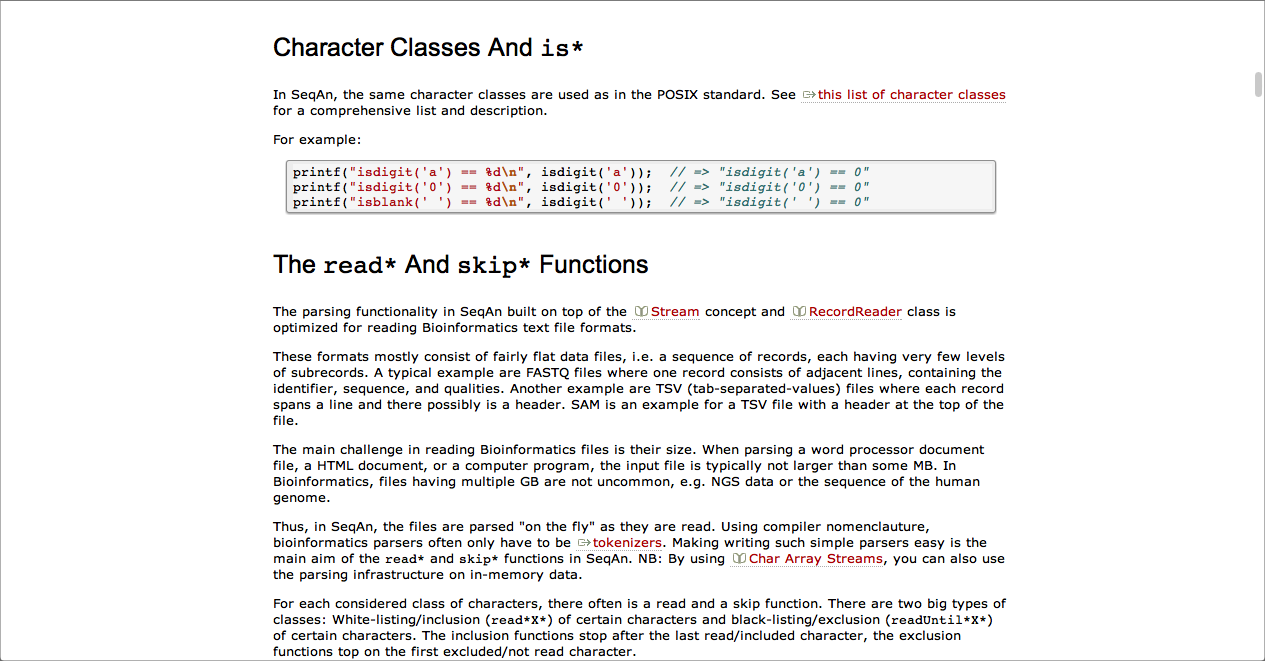 Character Classes And is*
In SeqAn, the same character classes are used as in the POSIX standard. See this list of character classes
for a comprehensive list and description.
For example:
printf("isdigit('a') == %d\n", isdigit('a'));  // => "isdigit('a') == 0"
printf("isdigit('0') == %d\n", isdigit('0'));  // => "isdigit('0') == 0"
printf("isblank(' ') == %d\n", isdigit(' '));  // => "isdigit(' ') == 0"
The read* And skip* Functions
The parsing functionality in SeqAn built on top of the Stream concept and RecordReader class is
optimized for reading Bioinformatics text file formats.
These formats mostly consist of fairly flat data files, i.e. a sequence of records, each having very few levels
of subrecords. A typical example are FASTQ files where one record consists of adjacent lines, containing the
identifier, sequence, and qualities. Another example are TSV (tab-separated-values) files where each record
spans a line and there possibly is a header. SAM is an example for a TSV file with a header at the top of the
file.
The main challenge in reading Bioinformatics files is their size. When parsing a word processor document
file, a HTML document, or a computer program, the input file is typically not larger than some MB. In
Bioinformatics, files having multiple GB are not uncommon, e.g. NGS data or the sequence of the human
genome.
Thus, in SeqAn, the files are parsed "on the fly" as they are read. Using compiler nomenclauture,
bioinformatics parsers often only have to be tokenizers. Making writing such simple parsers easy is the
main aim of the read* and skip* functions in SeqAn. NB: By using Char Array Streams, you can also use
the parsing infrastructure on in-memory data.
For each considered class of characters, there often is a read and a skip function. There are two big types of
classes: White-listing/inclusion (read*X*) of certain characters and black-listing/exclusion (readUntil*X*)
of certain characters. The inclusion functions stop after the last read/included character, the exclusion
functions top on the first excluded/not read character.